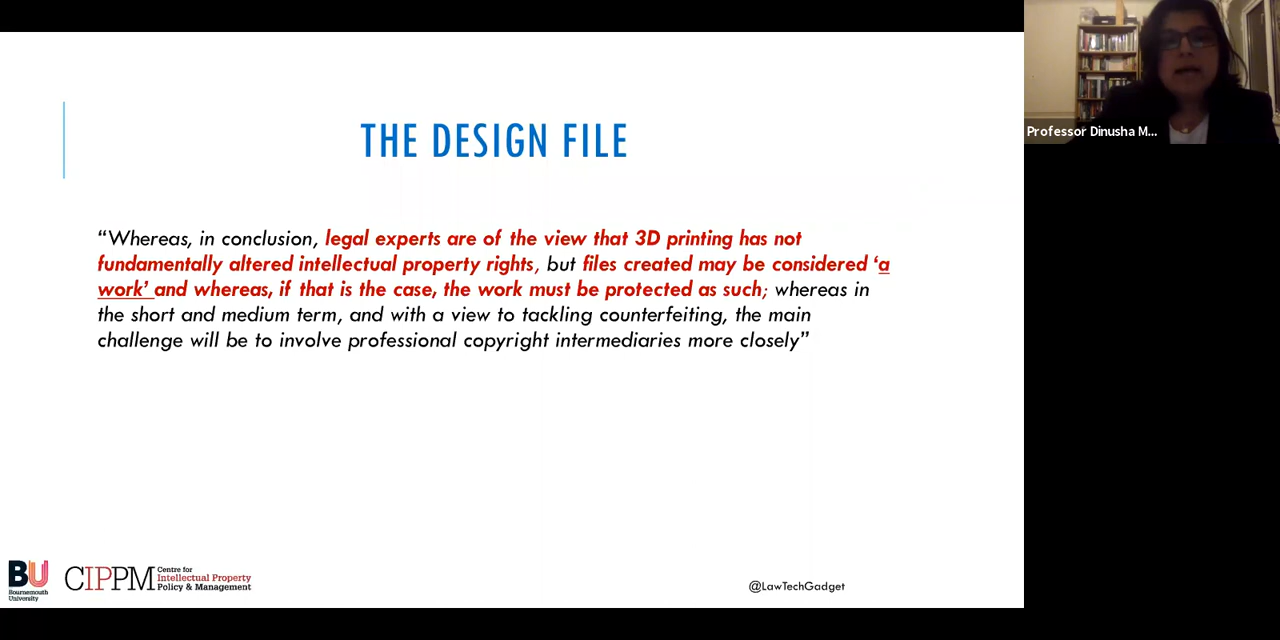 THE DESIGN FILE
“Whereas, in conclusion, legal experts are of the view that 3D printing has not
fundamentally altered intellectual property rights, but files created may be considered ‘a
work’ and whereas, if that is the case, the work must be protected as such; whereas in
the short and medium term, and with a view to tackling counterfeiting, the main
challenge will be to involve professional copyright intermediaries more closely”
Professor Dinusha M...
BU
Bournemouth
University
CIPPM
Centre for
Intellectual Property
Policy & Management
@LawTechGadget